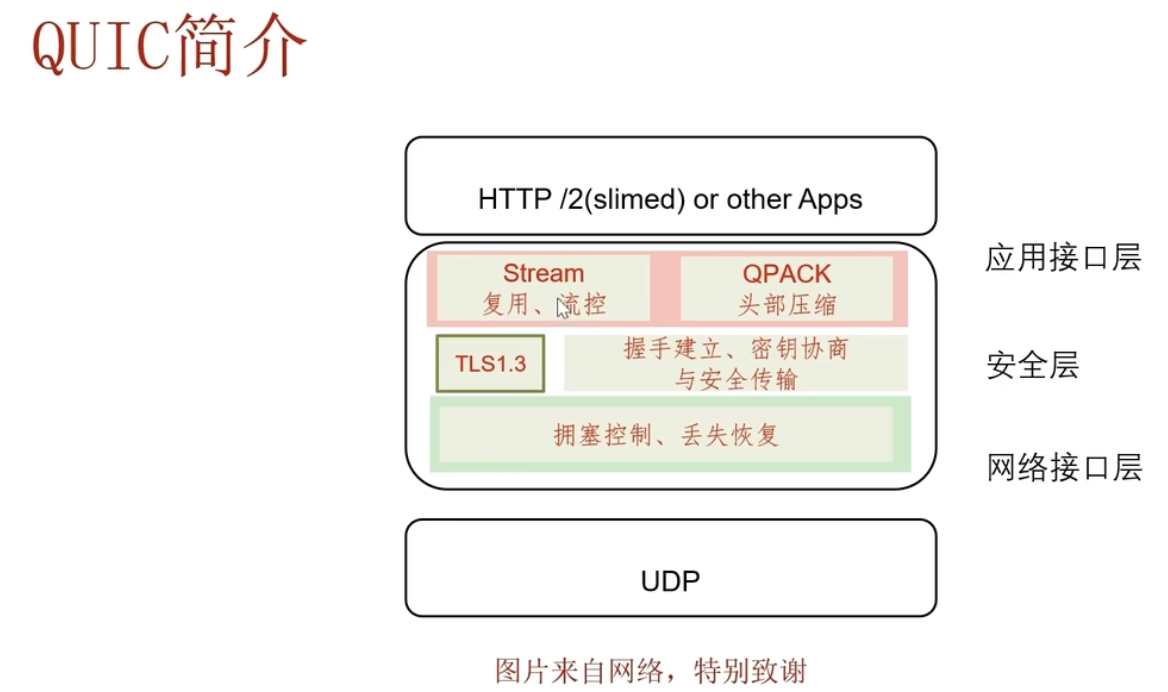 QUIC简介
HTTP /2(slimed) or other Apps
应用接口层
Stream
复用、流控
QPACK
头部压缩
TLS1.3
握手建立、密钥协商
与安全传输
安全层
拥塞控制、丢失恢复
网络接口层
UDP
图片来自网络，特别致谢